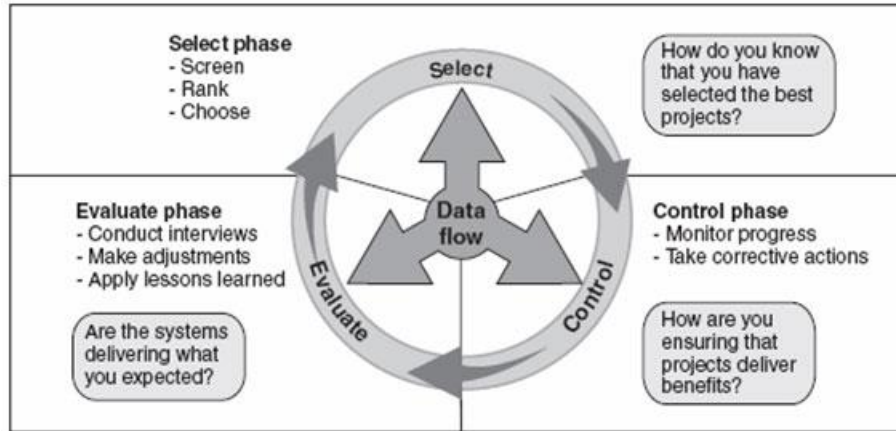 Select phase
- Screen
- Rank
- Choose
Select
How do you know
that you have
selected the best
projects?
Data
flow
Evaluate phase
- Conduct interviews
- Make adjustments
- Apply lessons learned
Are the systems
delivering what
you expected?
Evaluate
Control
Control phase
- Monitor progress
- Take corrective actions
How are you
ensuring that
projects deliver
benefits?